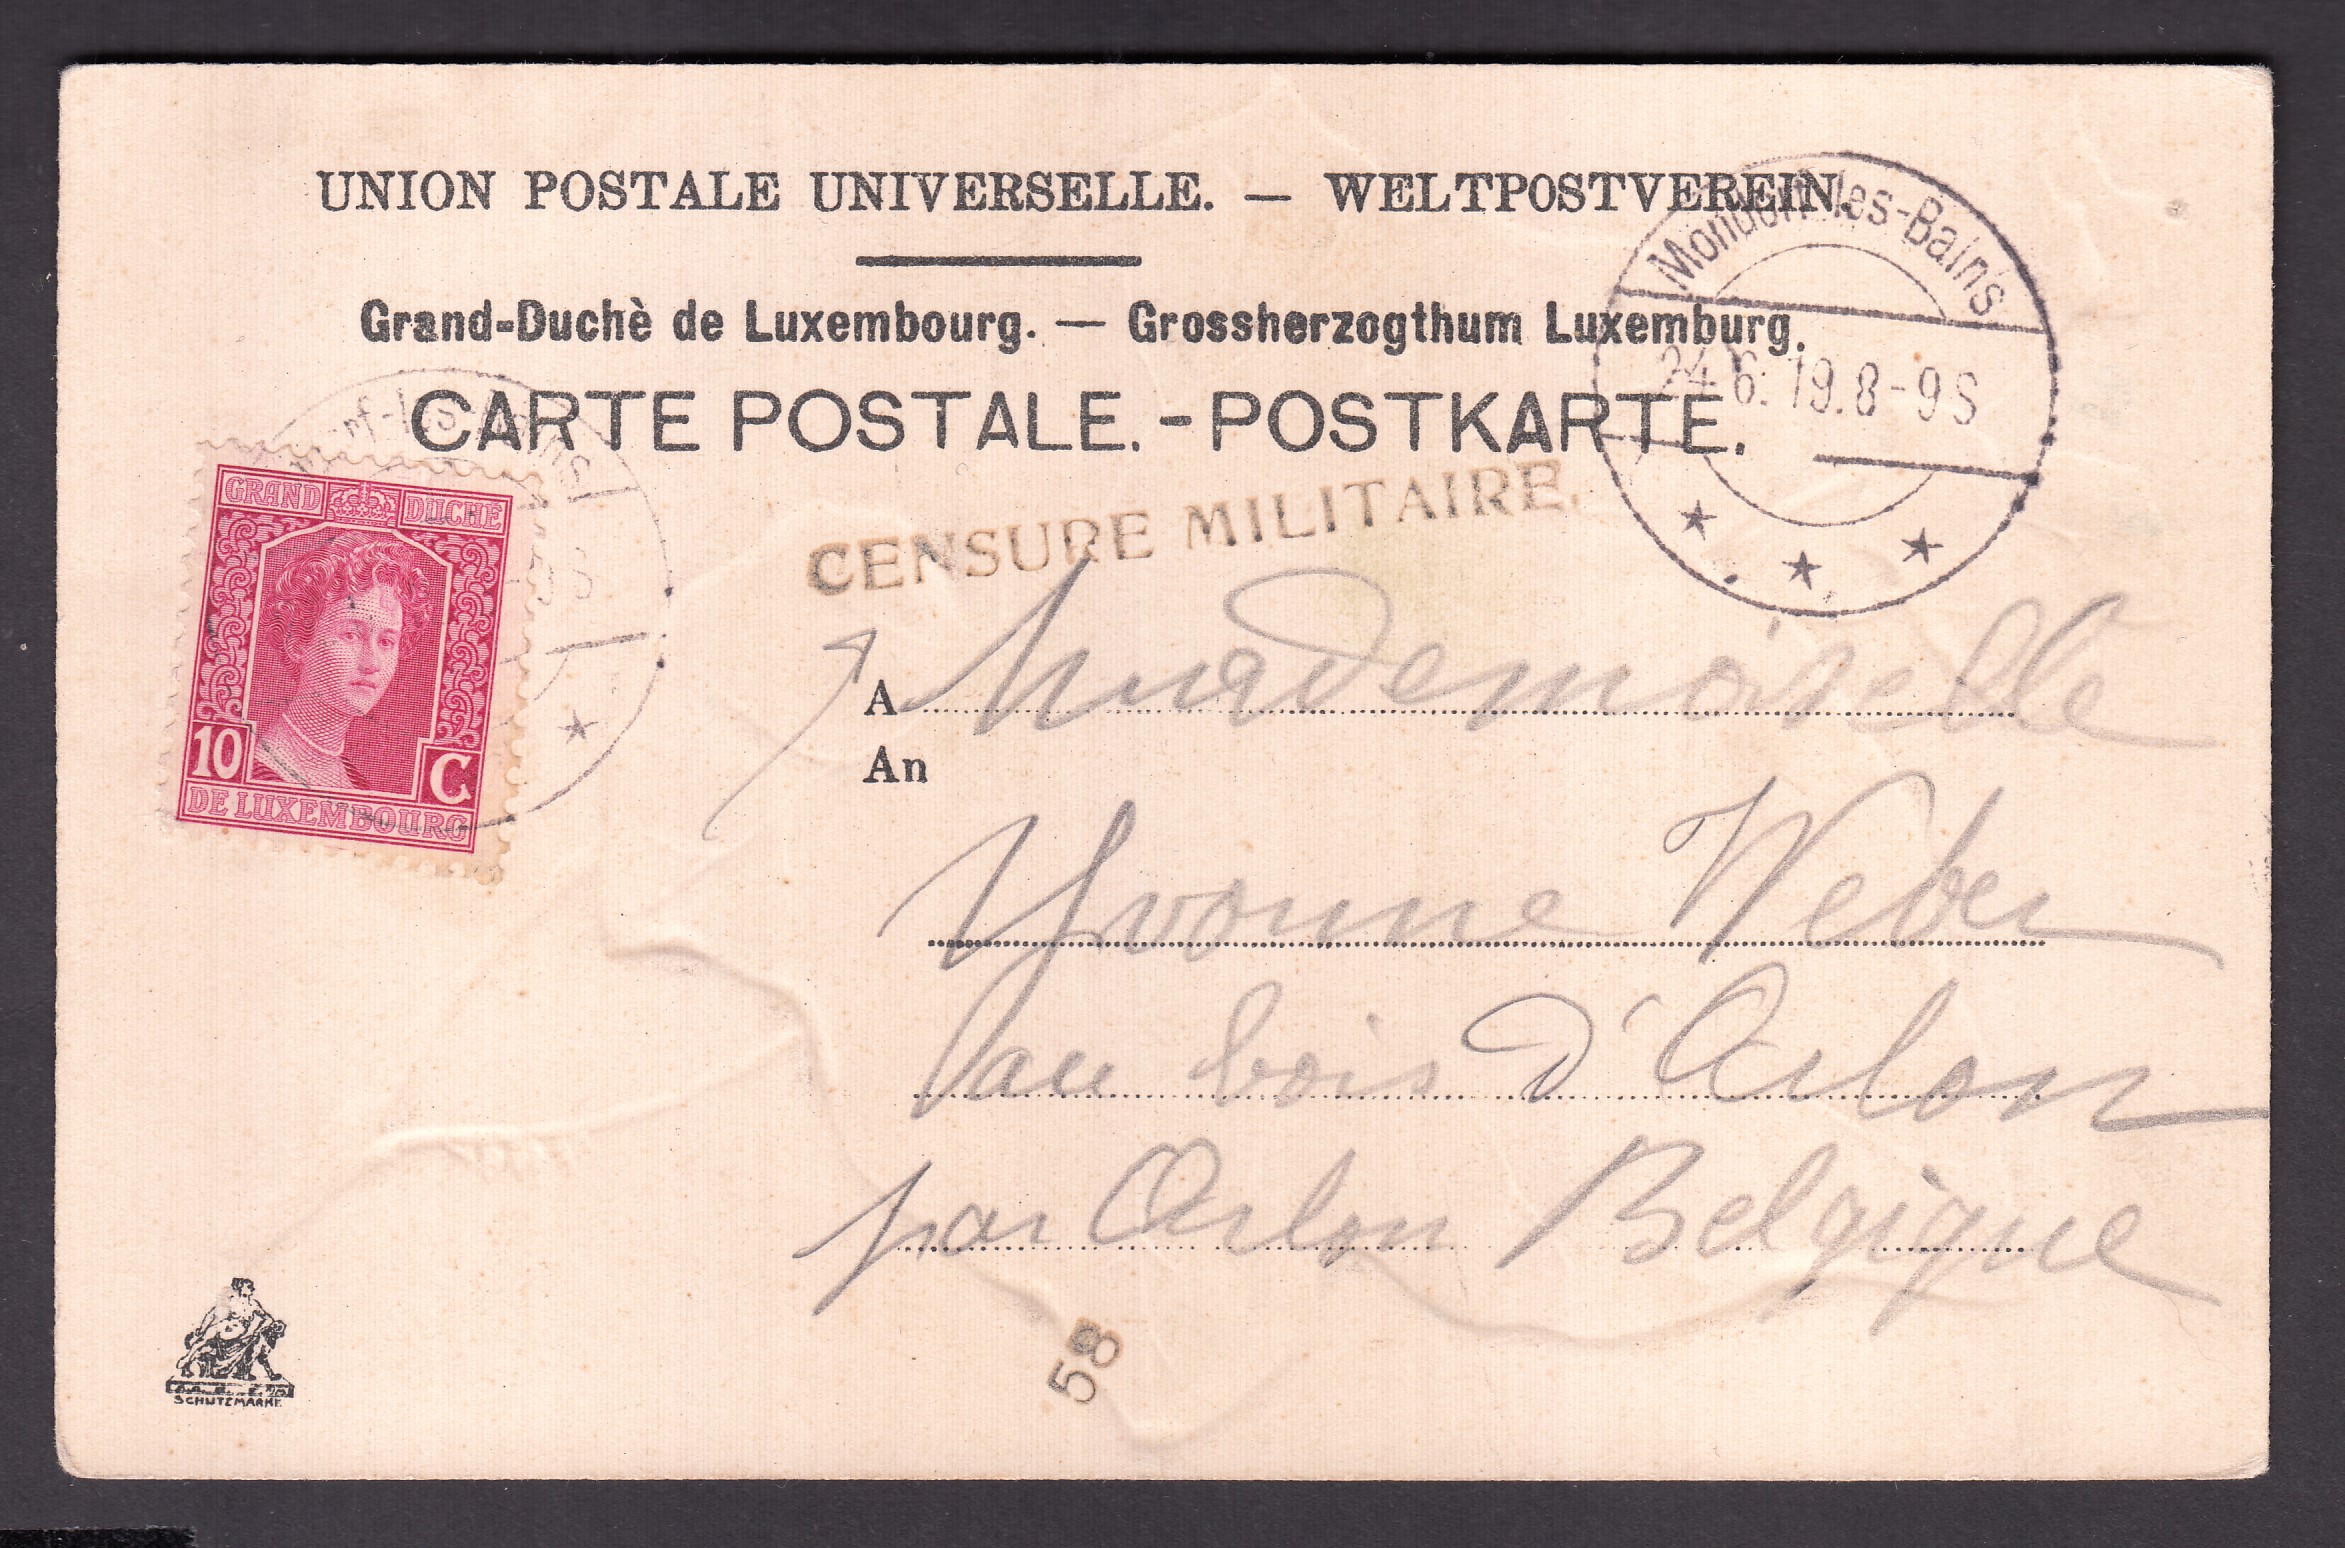 UNION POSTALE UNIVERSELLE. — WELTPOSTVEREIN.
Grand-Duchè de Luxembourg. — Grossherzogthum Luxemburg.
CARTE POSTALE. - POSTKARTE.
Mondorf-les-Bains
24.6.19.8-9S
CENSURE MILITAIRE.
GRAND DUCHÉ
10 C
DE LUXEMBOURG
A Mademoiselle
An
Yvonne Weber
au bois d'Arlon
par Arlon Belgique
58
SCHUTZMARKE